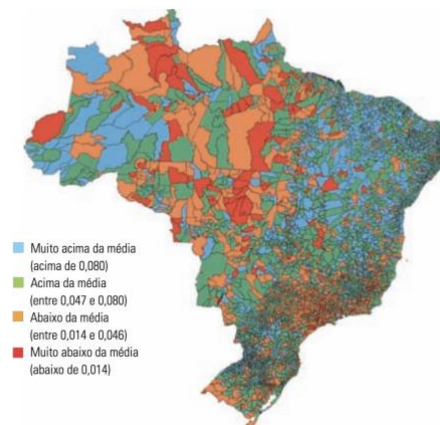 Muito acima da média
(acima de 0,080)
Acima da média
(entre 0,047 e 0,080)
Abaixo da média
(entre 0,014 e 0,046)
Muito abaixo da média
(abaixo de 0,014)